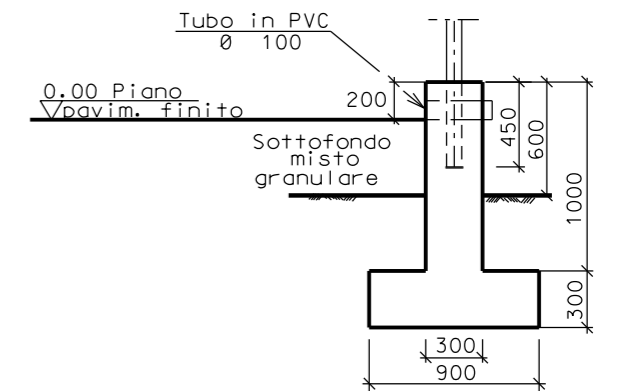 Tubo in PVC
Ø 100
0.00 Piano
pavim. finito
200
Sottofondo
misto
granulare
450
600
1000
300
300
900